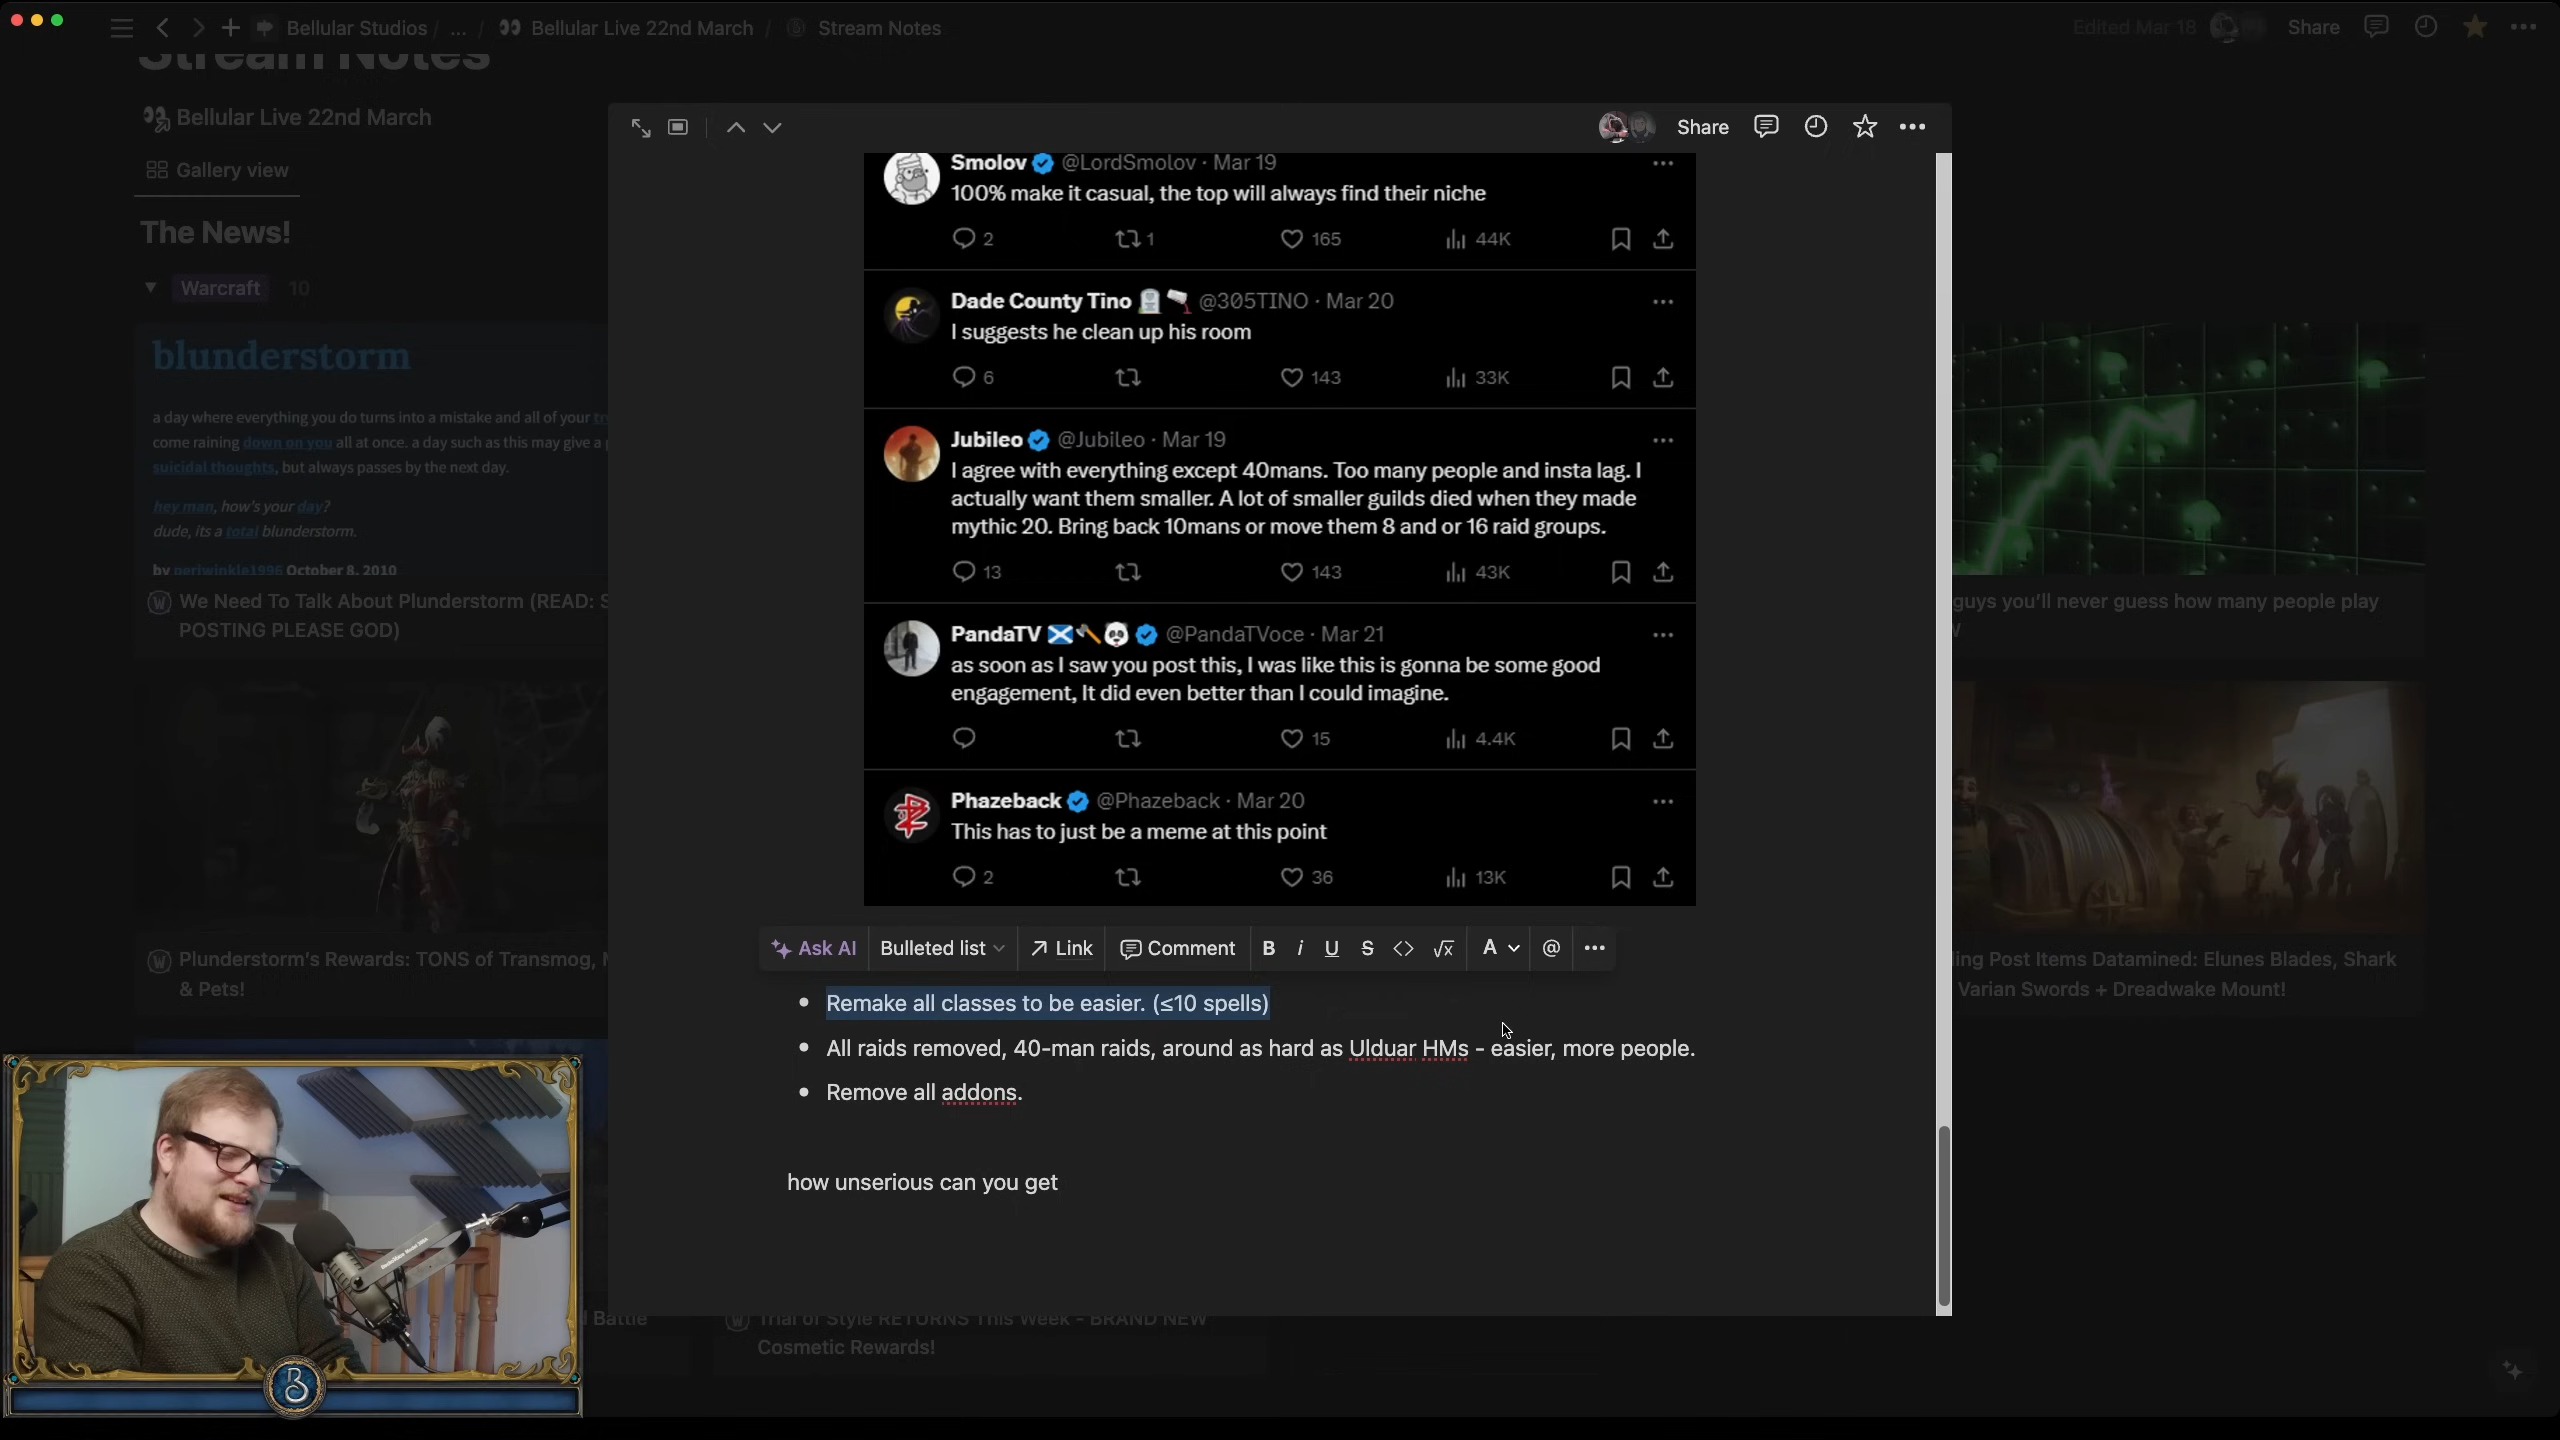 Bellular Studios / ... / 👀 Bellular Live 22nd March / Stream Notes
Edited Mar 18 Share
Stream Notes
Bellular Live 22nd March
Gallery view
The News!
Warcraft 10
blunderstorm
a day where everything you do turns into a mistake and all of your
come raining down on you all at once. a day such as this may give a
suicidal thoughts, but always passes by the next day.
hey man, how's your day?
dude, its a total blunderstorm.
by periwinkle1996 October 8, 2010
We Need To Talk About Plunderstorm (READ:
POSTING PLEASE GOD)
Plunderstorm's Rewards: TONS of Transmog,
& Pets!
Share
Smolov @LordSmolov · Mar 19
100% make it casual, the top will always find their niche
2 1 165 44K
Dade County Tino @305TINO · Mar 20
I suggests he clean up his room
6 143 33K
Jubileo @Jubileo · Mar 19
I agree with everything except 40mans. Too many people and insta lag. I
actually want them smaller. A lot of smaller guilds died when they made
mythic 20. Bring back 10mans or move them 8 and or 16 raid groups.
13 143 43K
PandaTV @PandaTVoce · Mar 21
as soon as I saw you post this, I was like this is gonna be some good
engagement, It did even better than I could imagine.
15 4.4K
Phazeback @Phazeback · Mar 20
This has to just be a meme at this point
2 36 13K
Ask AI Bulleted list Link Comment B i U S <> √x A @ •••
• Remake all classes to be easier. (≤10 spells)
• All raids removed, 40-man raids, around as hard as Ulduar HMs - easier, more people.
• Remove all addons.
how unserious can you get
guys you'll never guess how many people play
ing Post Items Datamined: Elunes Blades, Shark
Varian Swords + Dreadwake Mount!
Battle
Trial of Style RETURNS This Week - BRAND NEW
Cosmetic Rewards!
B